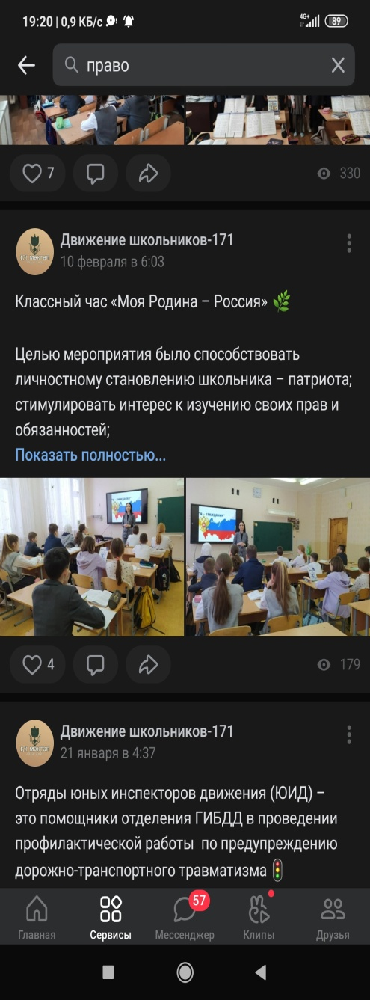 19:20 | 0,9 КБ/с
4G+
89
право
7
330
Движение школьников-171
10 февраля в 6:03
Классный час «Моя Родина – Россия» 🌿
Целью мероприятия было способствовать
личностному становлению школьника – патриота;
стимулировать интерес к изучению своих прав и
обязанностей;
Показать полностью...
4
179
Движение школьников-171
21 января в 4:37
Отряды юных инспекторов движения (ЮИД) –
это помощники отделения ГИБДД в проведении
профилактической работы по предупреждению
дорожно-транспортного травматизма 🚦
57
Главная
Сервисы
Мессенджер
Клипы
Друзья